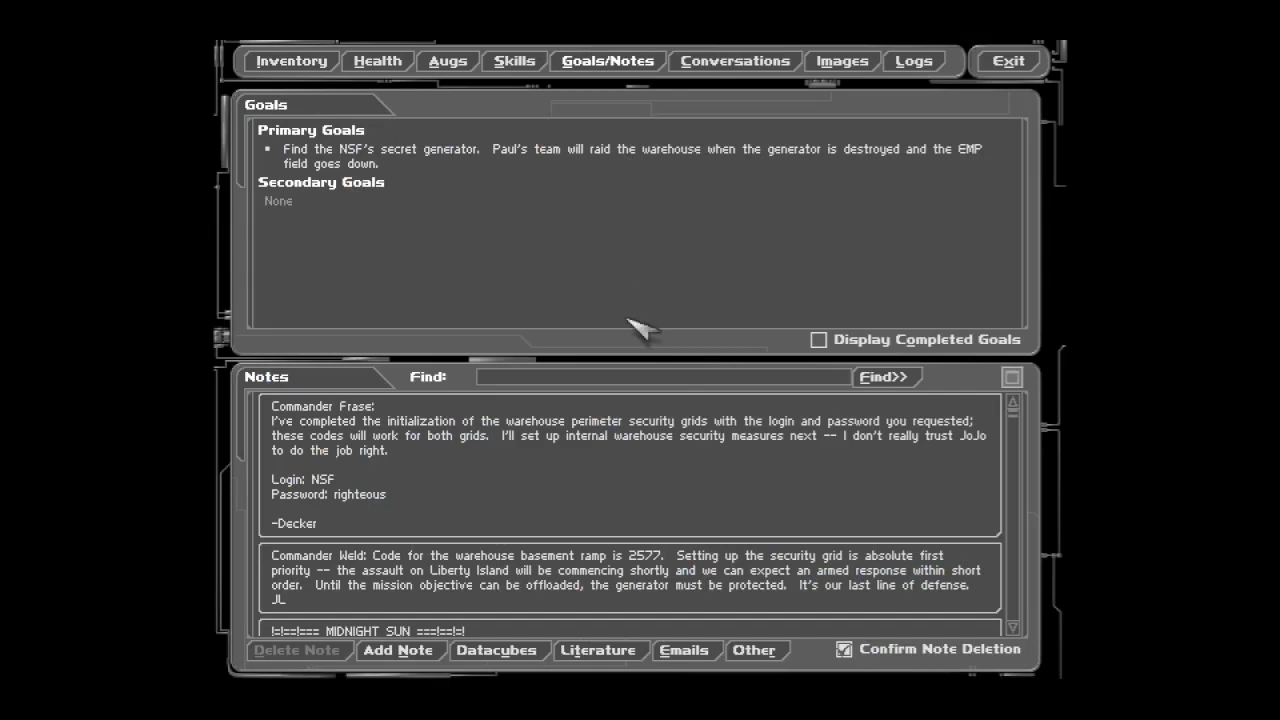 Inventory Health Augs Skills Goals/Notes Conversations Images Logs Exit
Goals
Primary Goals
▪ Find the NSF's secret generator. Paul's team will raid the warehouse when the generator is destroyed and the EMP
field goes down.
Secondary Goals
None
Display Completed Goals
Notes Find: Find>>
Commander Frase:
I've completed the initialization of the warehouse perimeter security grids with the login and password you requested;
these codes will work for both grids. I'll set up internal warehouse security measures next -- I don't really trust JoJo
to do the job right.
Login: NSF
Password: righteous
-Decker
Commander Weld: Code for the warehouse basement ramp is 2577. Setting up the security grid is absolute first
priority -- the assault on Liberty Island will be commencing shortly and we can expect an armed response within short
order. Until the mission objective can be offloaded, the generator must be protected. It's our last line of defense.
JL
!=!==!=== MIDNIGHT SUN ===!==!=!
Delete Note Add Note Datacubes Literature Emails Other Confirm Note Deletion